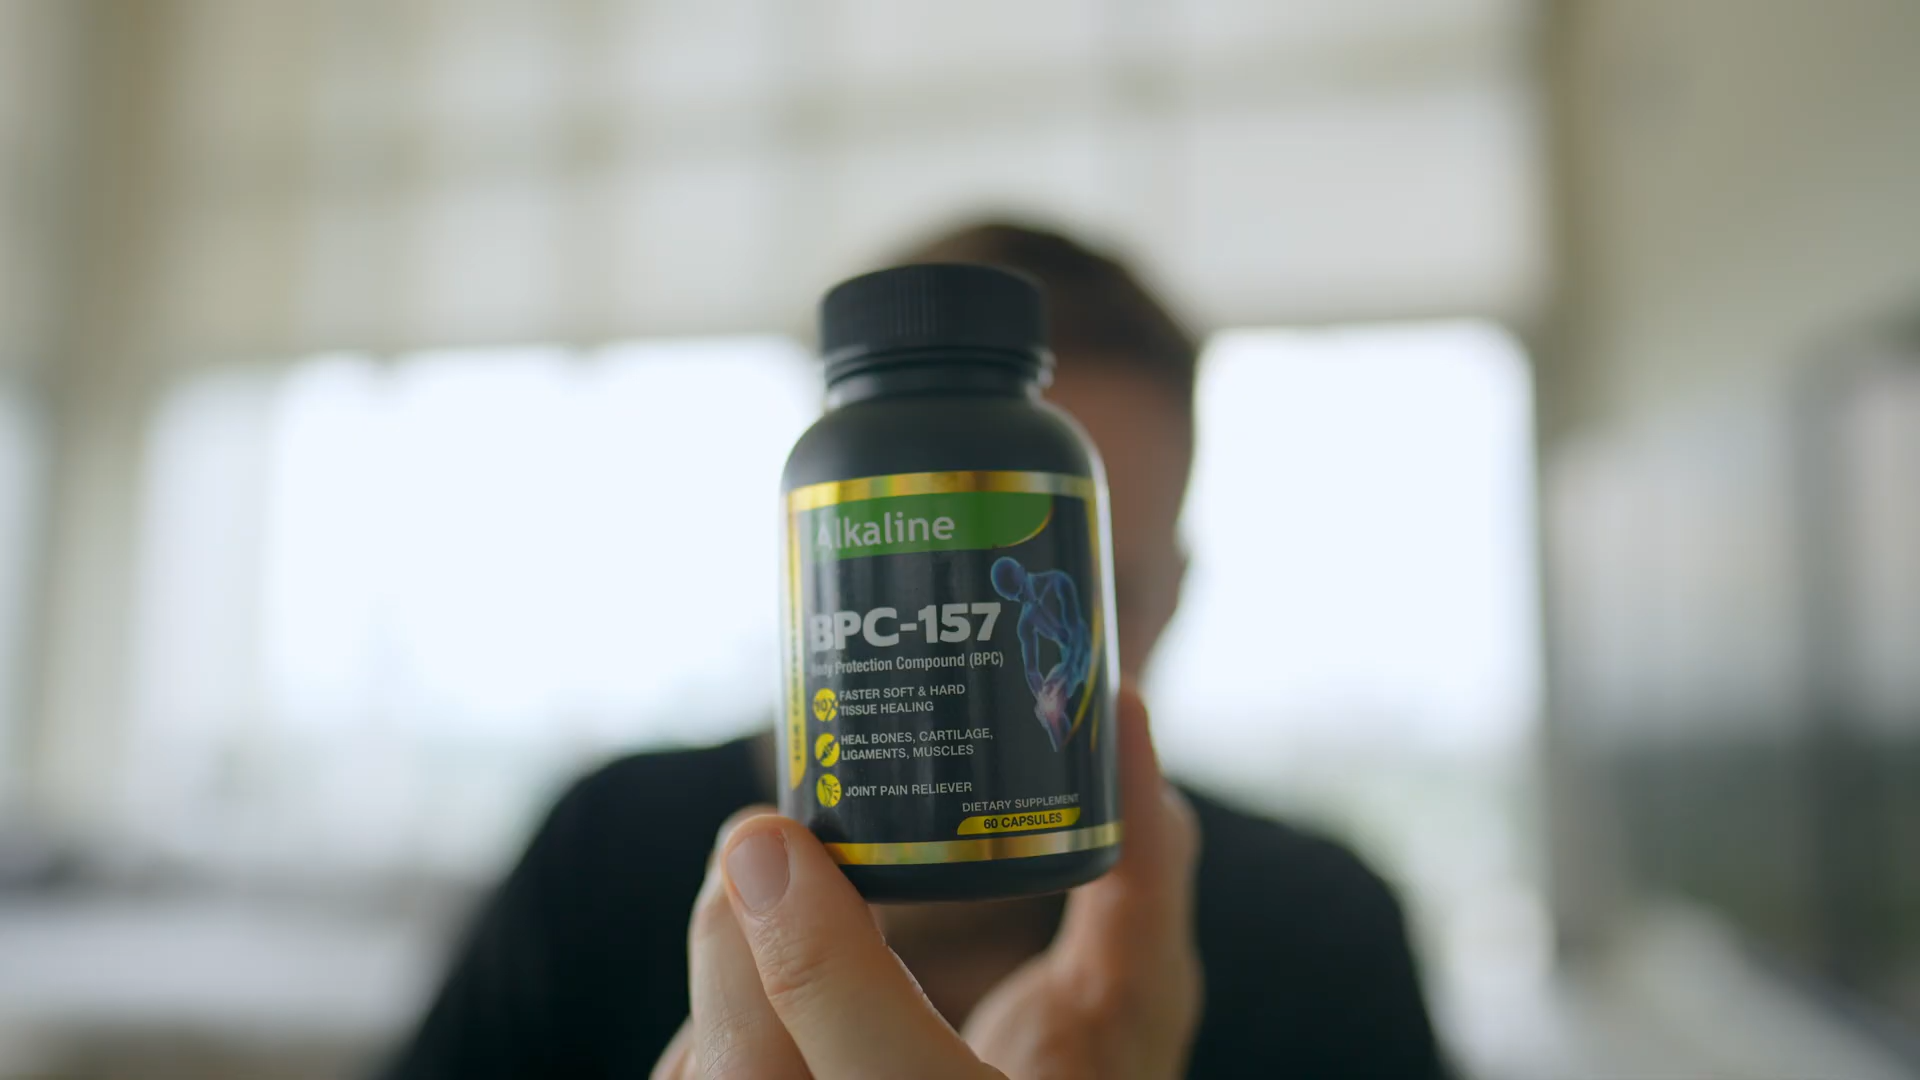 Alkaline
BPC-157
Body Protection Compound (BPC)
10X
FASTER SOFT & HARD
TISSUE HEALING
HEAL BONES, CARTILAGE,
LIGAMENTS, MUSCLES
JOINT PAIN RELIEVER
DIETARY SUPPLEMENT
60 CAPSULES